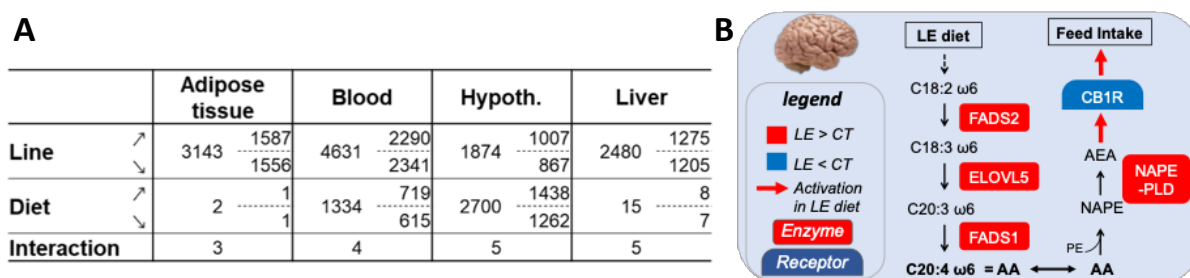 A
Adipose tissue Blood Hypoth. Liver
Line ↗ ↘ 3143 1587 1556 4631 2290 2341 1874 1007 867 2480 1275 1205
Diet ↗ ↘ 2 1 1 1334 719 615 2700 1438 1262 15 8 7
Interaction 3 4 5 5
B
legend
LE > CT
LE < CT
Activation
in LE diet
Enzyme
Receptor
LE diet
C18:2 ω6
FADS2
C18:3 ω6
ELOVL5
C20:3 ω6
FADS1
C20:4 ω6 = AA
Feed Intake
CB1R
AEA
NAPE
-PLD
NAPE
PE
AA